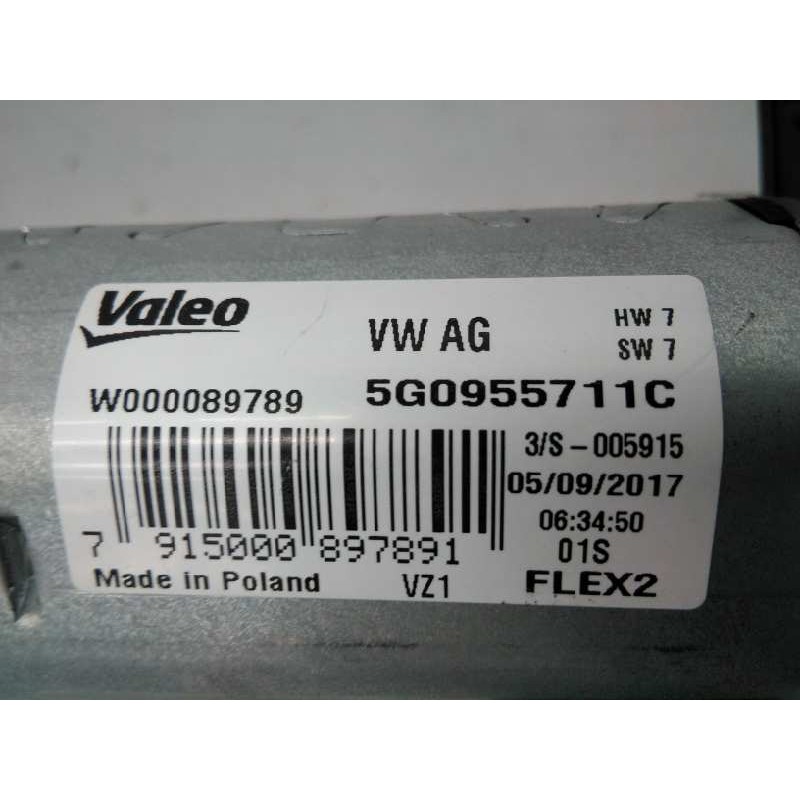 Valeo
VW AG
HW 7
SW 7
W000089789
5G0955711C
3/S-005915
05/09/2017
06:34:50
7 915000 897891
01S
Made in Poland
VZ1
FLEX2